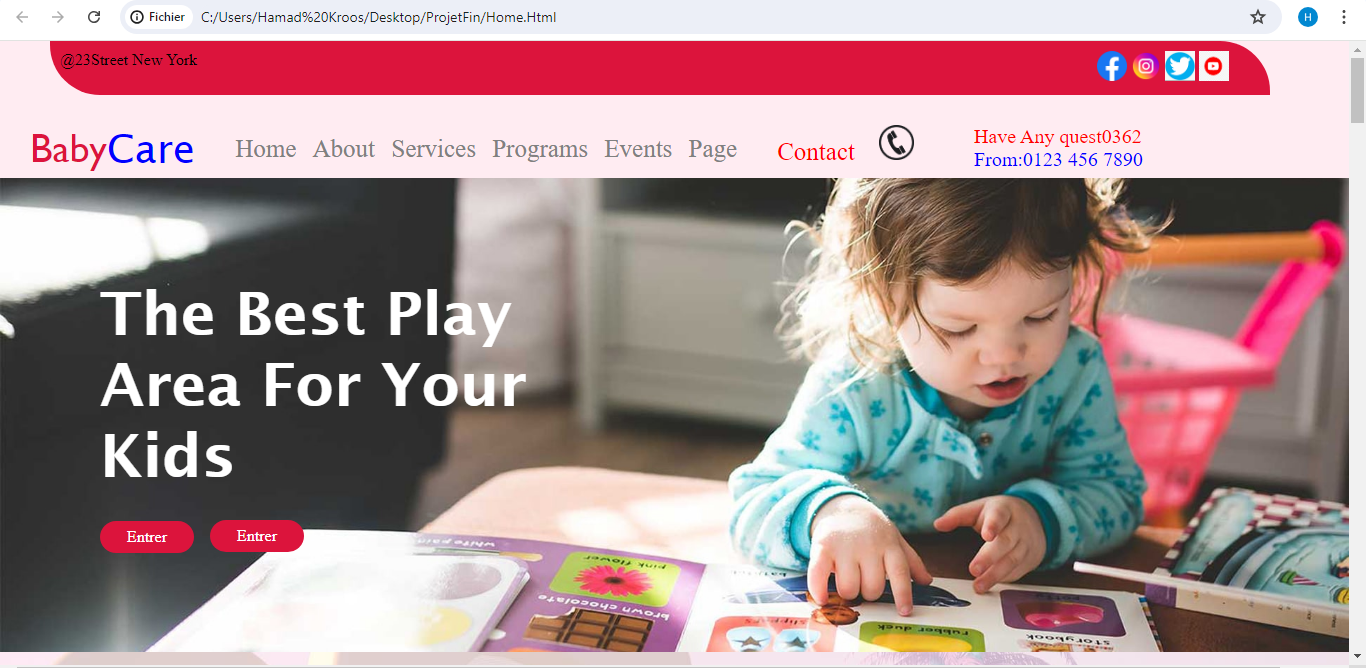 Fichier C:/Users/Hamad%20Kroos/Desktop/ProjetFin/Home.Html H
@23Street New York
BabyCare Home About Services Programs Events Page Contact
Have Any quest0362
From:0123 456 7890
The Best Play
Area For Your
Kids
Entrer Entrer
white paint
pink flower
brown chocolate
slippers
rubber duck
storybook